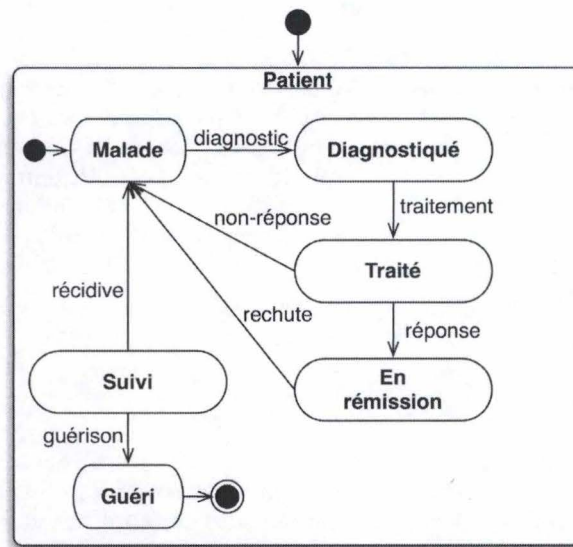 Patient
Malade
diagnostic
Diagnostiqué
traitement
non-réponse
Traité
récidive
rechute
réponse
Suivi
En
rémission
guérison
Guéri